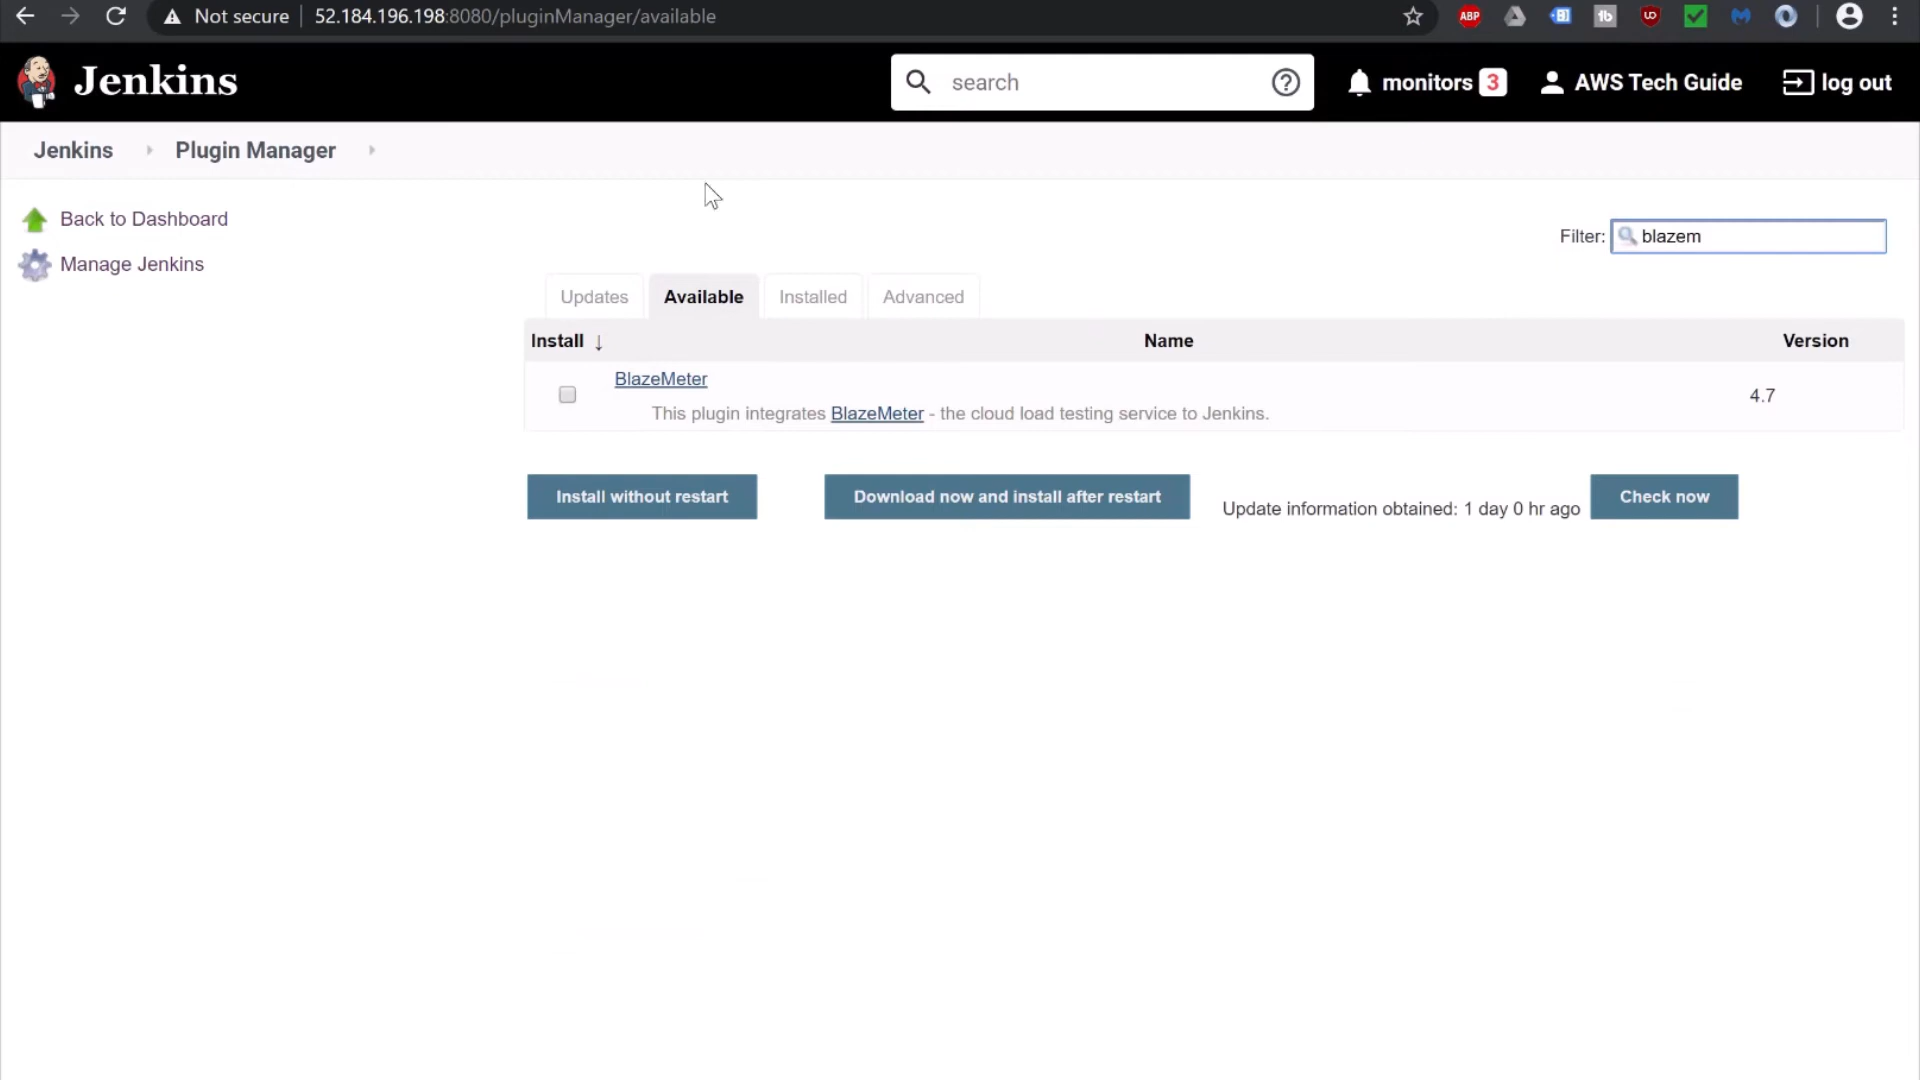 Not secure | 52.184.196.198:8080/pluginManager/available
Jenkins
search
monitors 3
AWS Tech Guide
log out
Jenkins
Plugin Manager
Back to Dashboard
Manage Jenkins
Filter: blazem
Updates
Available
Installed
Advanced
Install ↓
Name
Version
BlazeMeter
This plugin integrates BlazeMeter - the cloud load testing service to Jenkins.
4.7
Install without restart
Download now and install after restart
Update information obtained: 1 day 0 hr ago
Check now